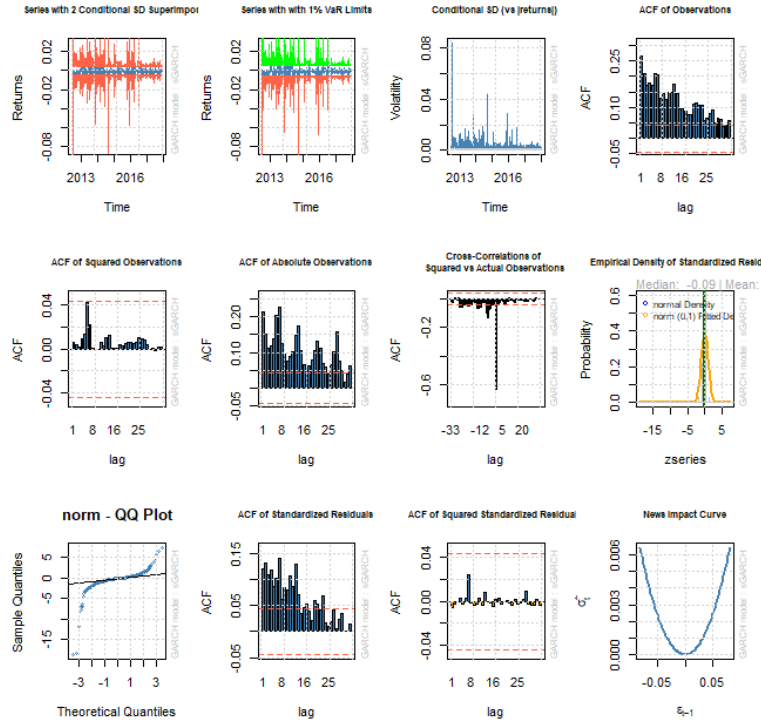 Series with 2 Conditional SD Superimpo
Returns
0.02
-0.02
-0.08
2013
2016
Time
GARCH model : sGARCH
Series with with 1% VaR Limits
Returns
0.02
-0.02
-0.08
2013
2016
Time
GARCH model : sGARCH
Conditional SD (vs |returns|)
Volatility
0.08
0.04
0.00
2013
2016
Time
GARCH model : sGARCH
ACF of Observations
ACF
0.25
0.10
-0.05
1 8 16 25
lag
GARCH model : sGARCH
ACF of Squared Observations
ACF
0.04
0.00
-0.04
1 8 16 25
lag
GARCH model : sGARCH
ACF of Absolute Observations
ACF
0.20
0.10
-0.05
1 8 16 25
lag
GARCH model : sGARCH
Cross-Correlations of
Squared vs Actual Observations
ACF
-0.2
-0.6
-33 -12 5 20
lag
GARCH model : sGARCH
Empirical Density of Standardized Resid
Median: -0.09 | Mean:
normal Density
norm (0,1) Fitted De
Probability
0.6
0.4
0.2
0.0
-15 -5 5
zseries
GARCH model : sGARCH
norm - QQ Plot
Sample Quantiles
5
-5
-15
-3 -1 1 3
Theoretical Quantiles
GARCH model : sGARCH
ACF of Standardized Residuals
ACF
0.15
0.05
-0.05
1 8 16 25
lag
GARCH model : sGARCH
ACF of Squared Standardized Residual
ACF
0.04
0.00
-0.04
1 8 16 25
lag
GARCH model : sGARCH
News Impact Curve
0.006
0.003
0.000
-0.05
0.05
εt−1
GARCH model : sGARCH